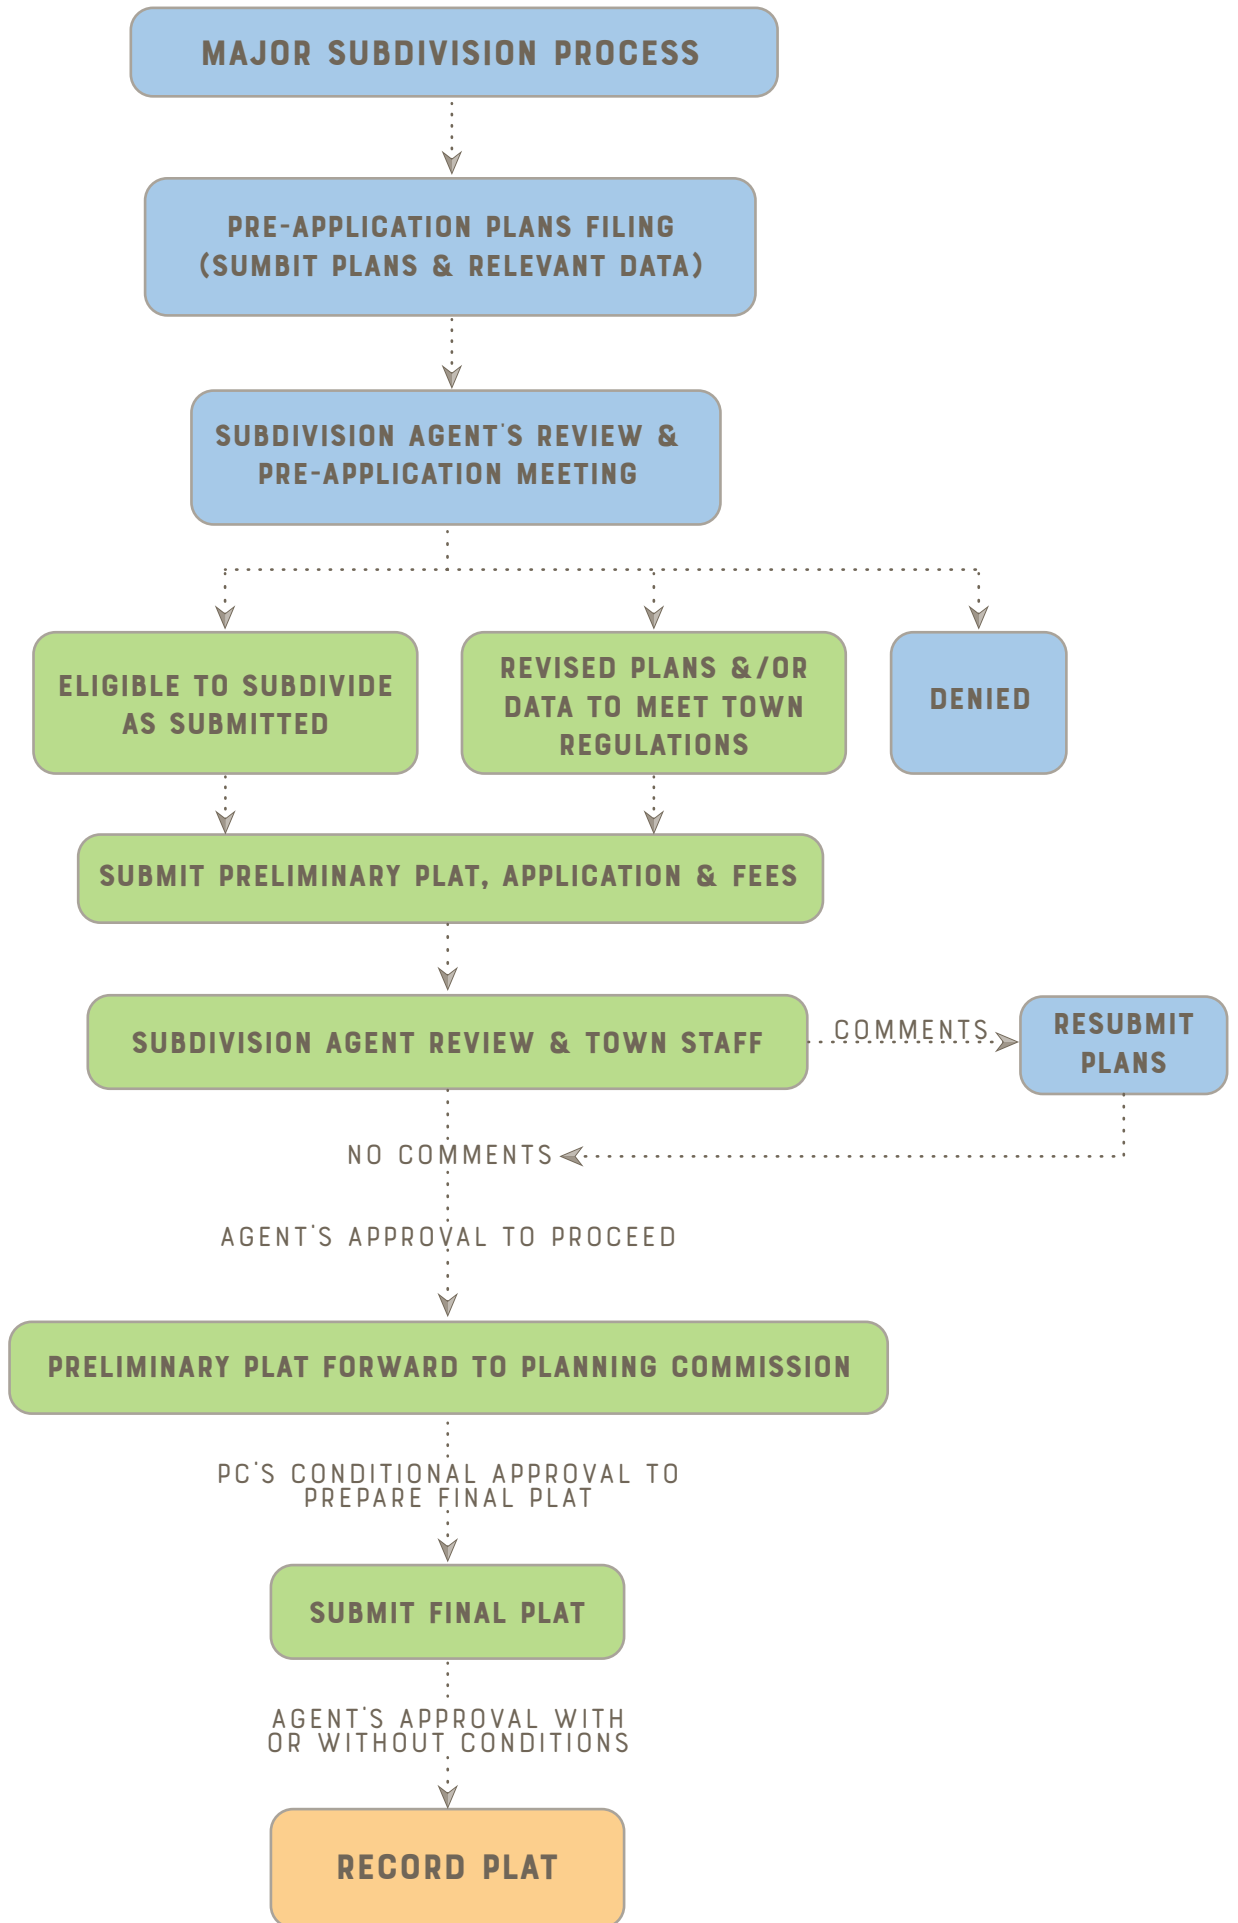 MAJOR SUBDIVISION PROCESS
PRE-APPLICATION PLANS FILING
(SUMBIT PLANS & RELEVANT DATA)
SUBDIVISION AGENT'S REVIEW &
PRE-APPLICATION MEETING
ELIGIBLE TO SUBDIVIDE
AS SUBMITTED
REVISED PLANS &/OR
DATA TO MEET TOWN
REGULATIONS
DENIED
SUBMIT PRELIMINARY PLAT, APPLICATION & FEES
SUBDIVISION AGENT REVIEW & TOWN STAFF
COMMENTS
RESUBMIT
PLANS
NO COMMENTS
AGENT'S APPROVAL TO PROCEED
PRELIMINARY PLAT FORWARD TO PLANNING COMMISSION
PC'S CONDITIONAL APPROVAL TO
PREPARE FINAL PLAT
SUBMIT FINAL PLAT
AGENT'S APPROVAL WITH
OR WITHOUT CONDITIONS
RECORD PLAT